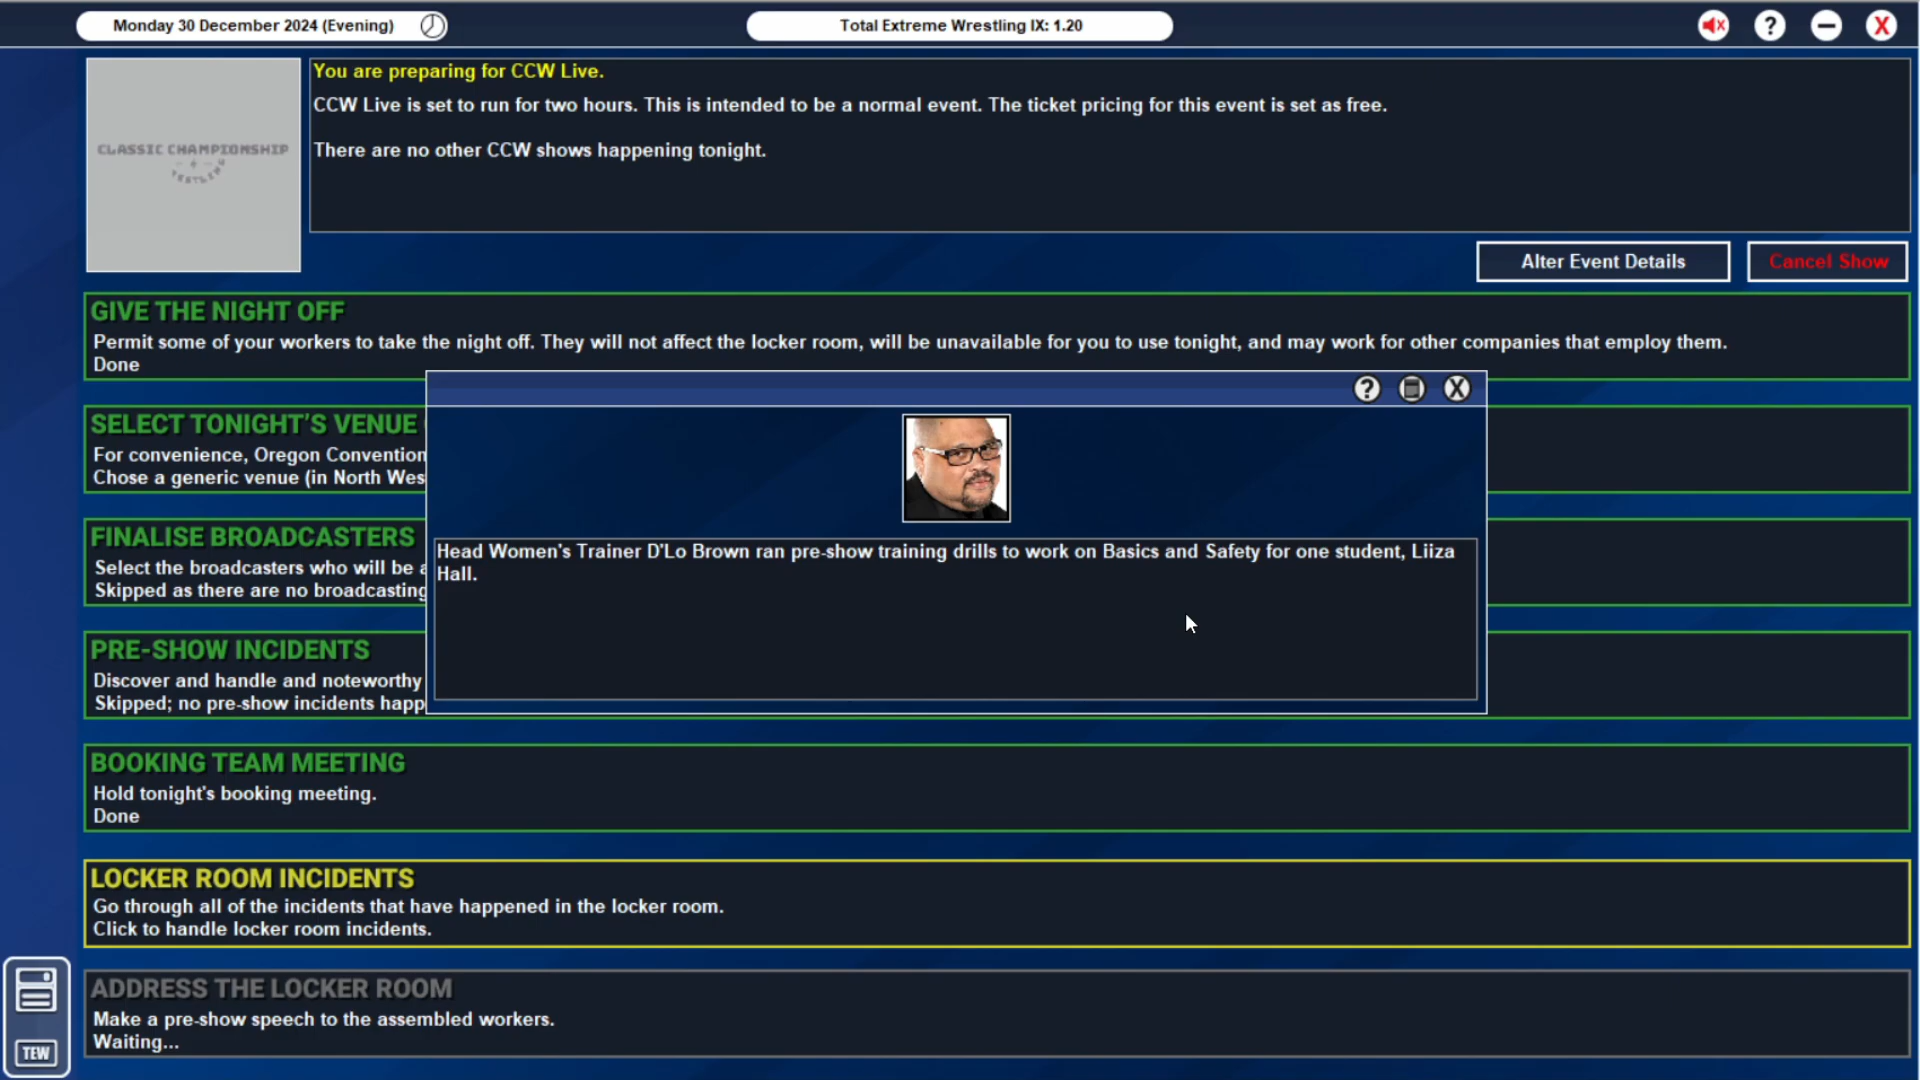 Monday 30 December 2024 (Evening)
Total Extreme Wrestling IX: 1.20
?
X
You are preparing for CCW Live.
CCW Live is set to run for two hours. This is intended to be a normal event. The ticket pricing for this event is set as free.
There are no other CCW shows happening tonight.
CLASSIC CHAMPIONSHIP
Alter Event Details
Cancel Show
GIVE THE NIGHT OFF
Permit some of your workers to take the night off. They will not affect the locker room, will be unavailable for you to use tonight, and may work for other companies that employ them.
Done
? X
SELECT TONIGHT'S VENUE
For convenience, Oregon Convention
Chose a generic venue (in North Wes
Head Women's Trainer D'Lo Brown ran pre-show training drills to work on Basics and Safety for one student, Liiza
Hall.
FINALISE BROADCASTERS
Select the broadcasters who will be a
Skipped as there are no broadcasting
PRE-SHOW INCIDENTS
Discover and handle and noteworthy
Skipped; no pre-show incidents happ
BOOKING TEAM MEETING
Hold tonight's booking meeting.
Done
LOCKER ROOM INCIDENTS
Go through all of the incidents that have happened in the locker room.
Click to handle locker room incidents.
ADDRESS THE LOCKER ROOM
Make a pre-show speech to the assembled workers.
Waiting...
TEW